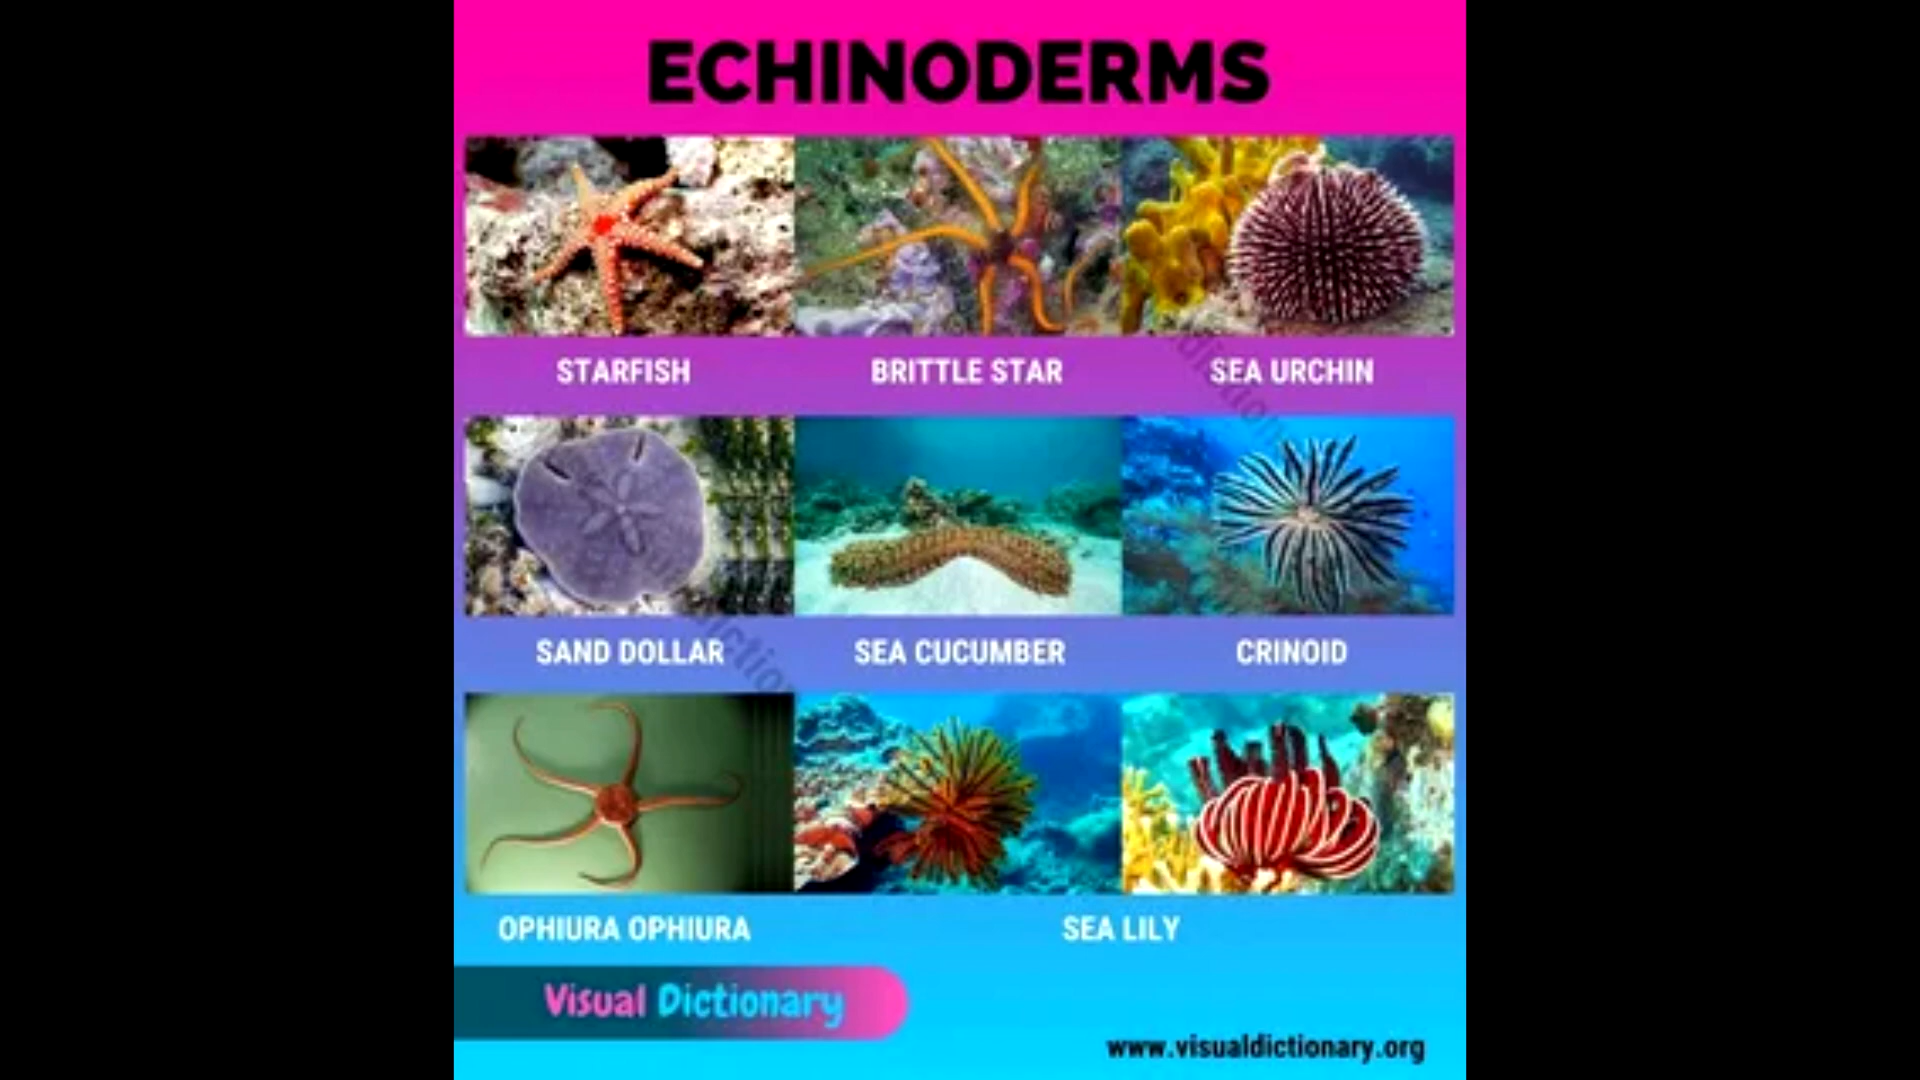 ECHINODERMS
STARFISH BRITTLE STAR SEA URCHIN
SAND DOLLAR SEA CUCUMBER CRINOID
OPHIURA OPHIURA SEA LILY
Visual Dictionary
www.visualdictionary.org